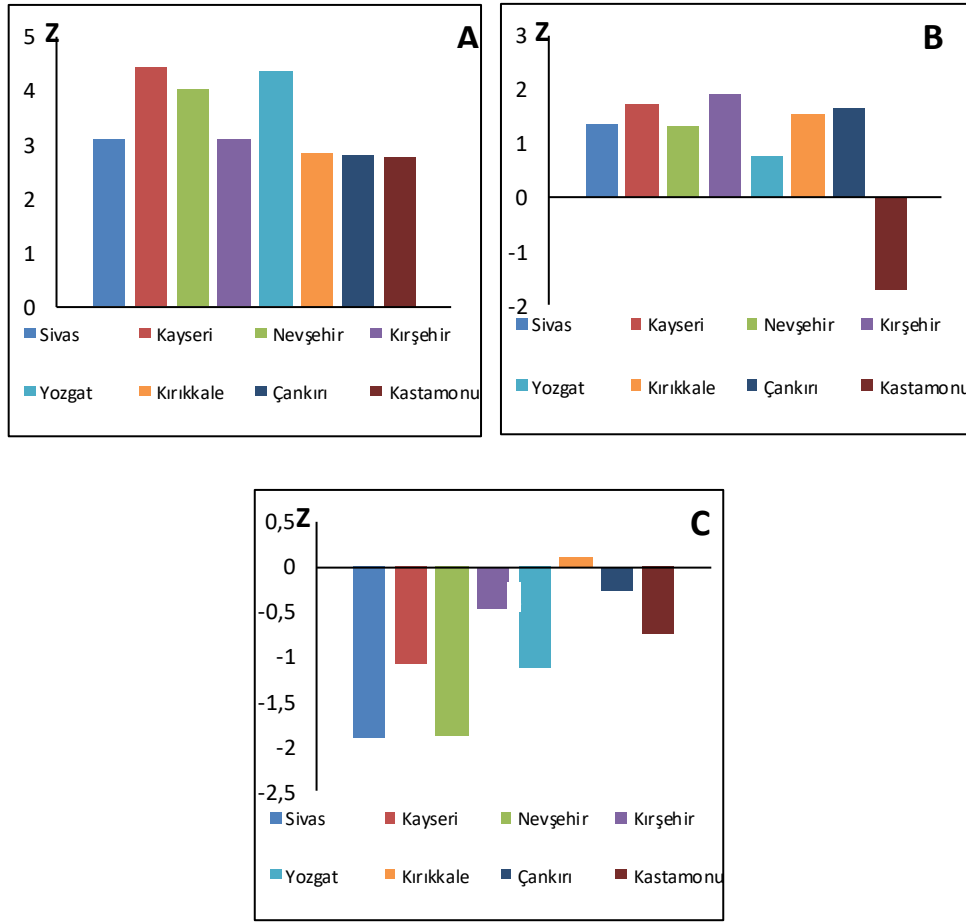 Z
A
5
4
3
2
1
0
Sivas Kayseri Nevşehir Kırşehir
Yozgat Kırıkkale Çankırı Kastamonu
Z
B
3
2
1
0
-1
-2
Sivas Kayseri Nevşehir Kırşehir
Yozgat Kırıkkale Çankırı Kastamonu
Z
C
0,5
0
-0,5
-1
-1,5
-2
-2,5
Sivas Kayseri Nevşehir Kırşehir
Yozgat Kırıkkale Çankırı Kastamonu